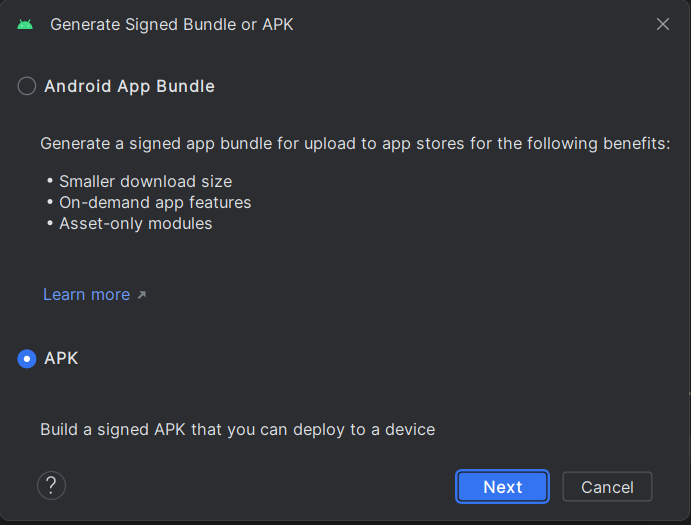 Generate Signed Bundle or APK
Android App Bundle
Generate a signed app bundle for upload to app stores for the following benefits:
• Smaller download size
• On-demand app features
• Asset-only modules
Learn more ↗
APK
Build a signed APK that you can deploy to a device
? Next Cancel